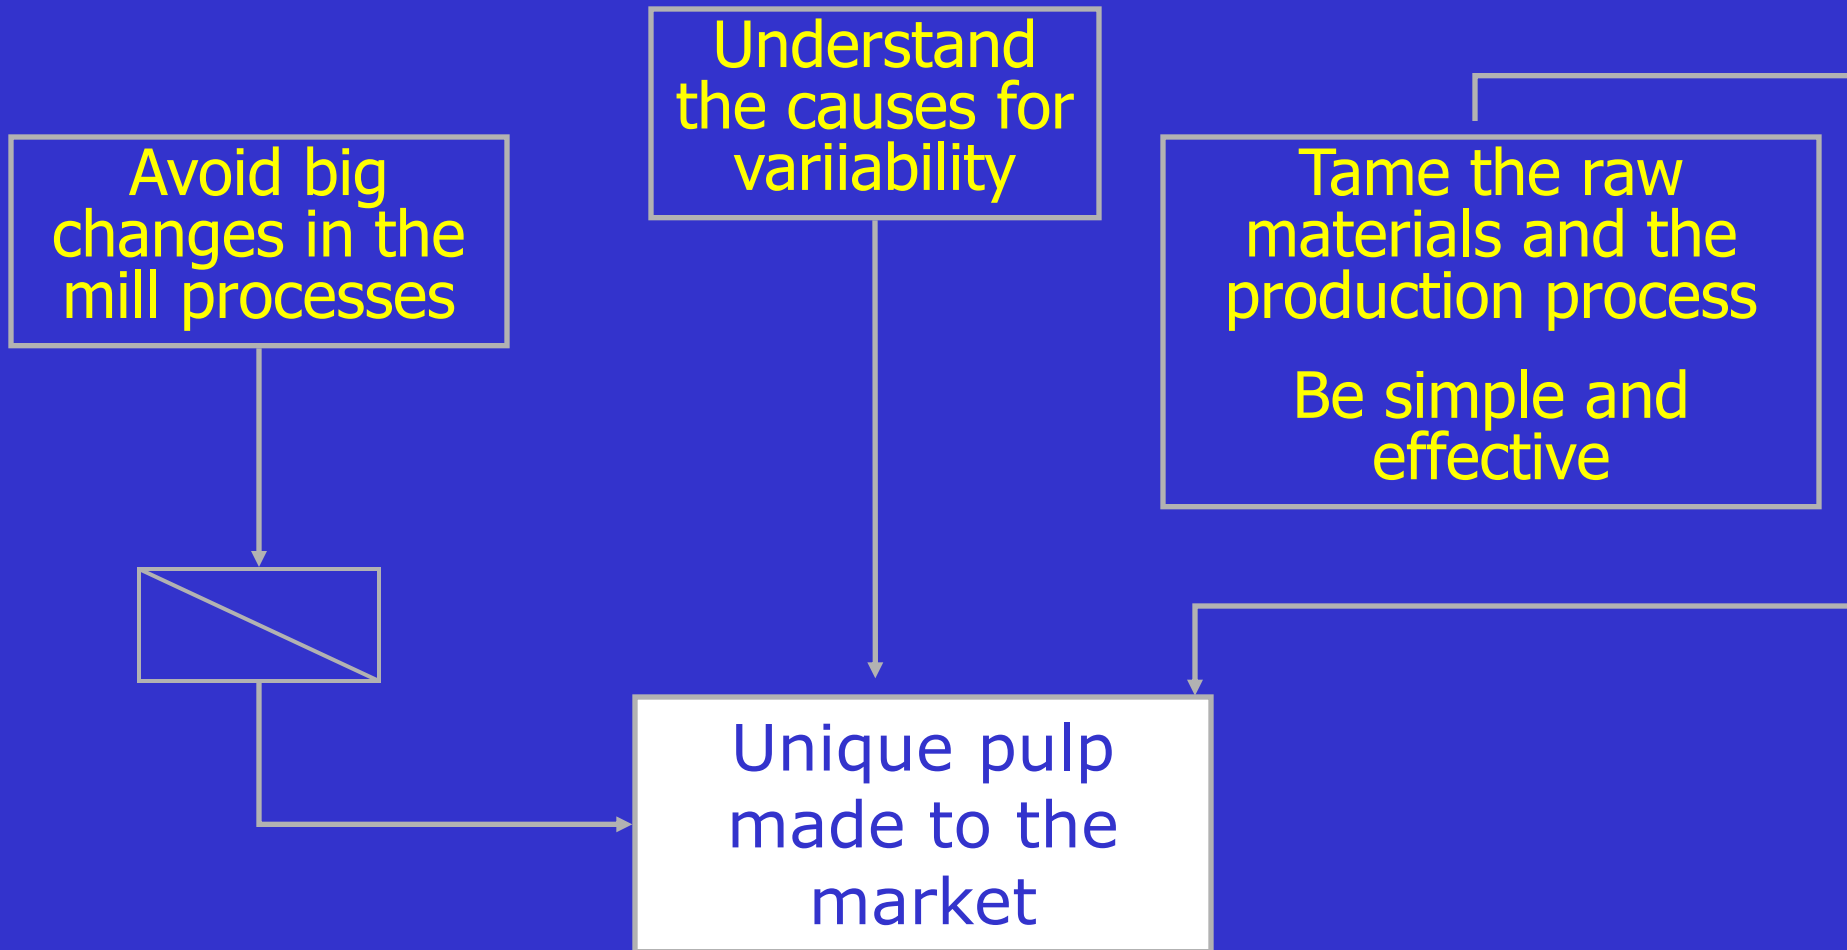 Understand
the causes for
variiability
Avoid big
changes in the
mill processes
Tame the raw
materials and the
production process
Be simple and
effective
Unique pulp
made to the
market